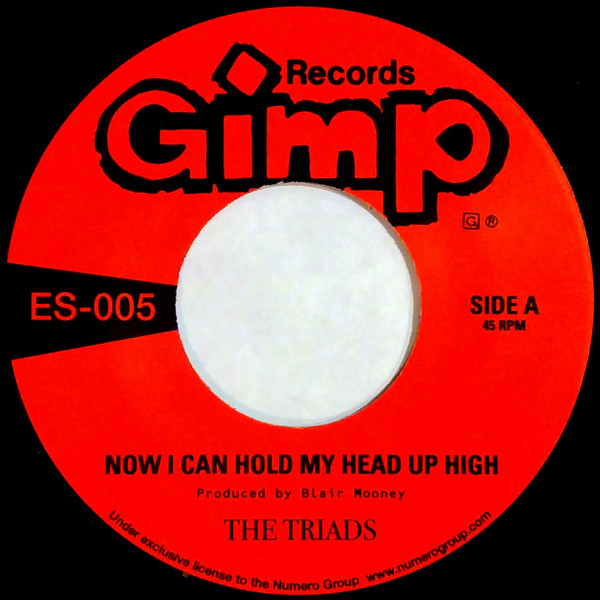 Records
Gimp
G ®
ES-005
SIDE A
45 RPM
NOW I CAN HOLD MY HEAD UP HIGH
Produced by Blair Mooney
THE TRIADS
Under exclusive license to the Numero Group www.numerogroup.com